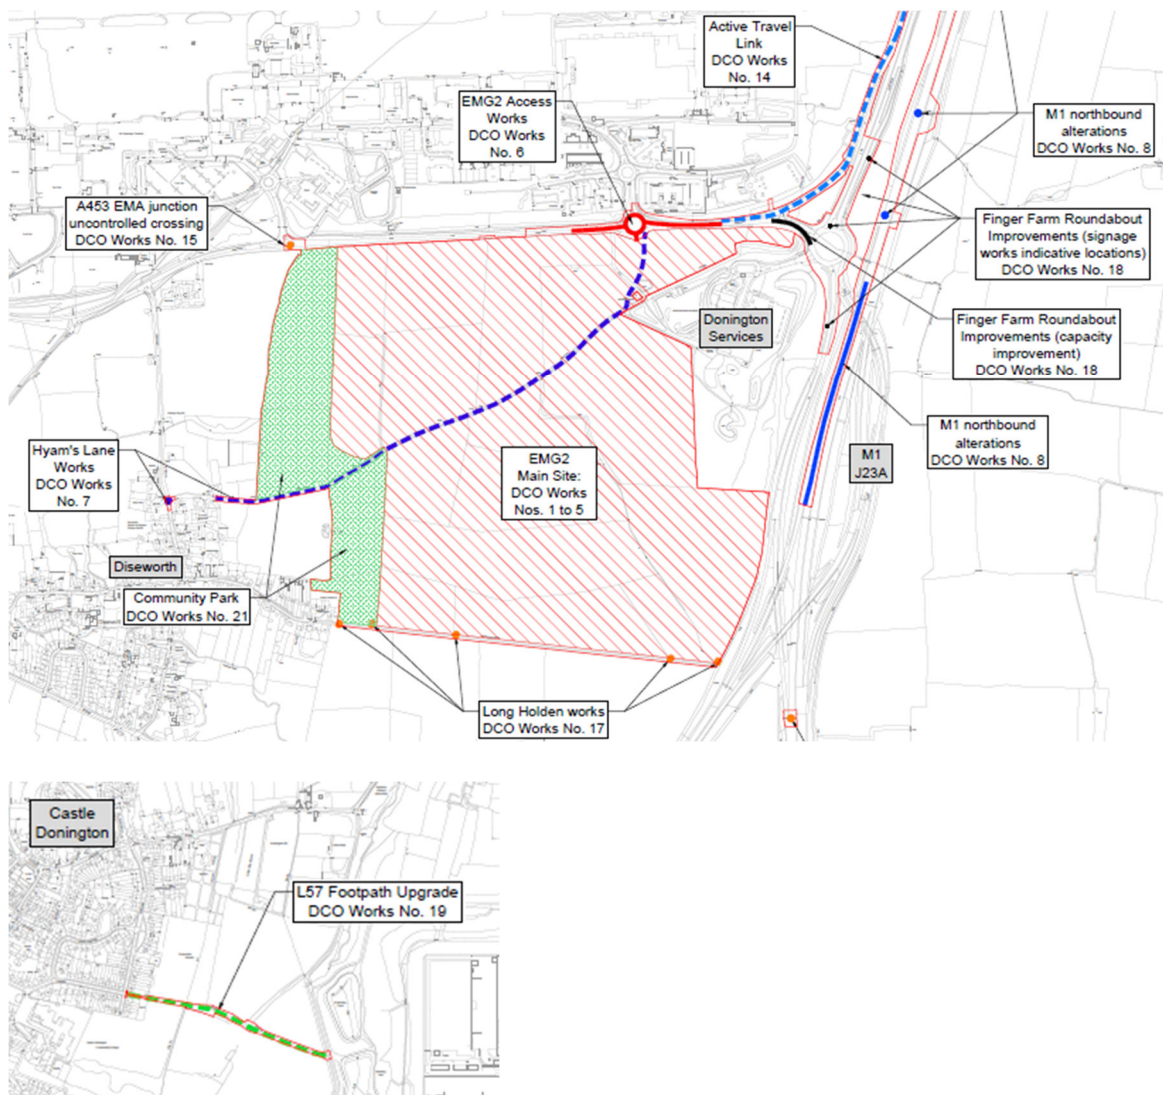 Active Travel
Link
DCO Works
No. 14
EMG2 Access
Works
DCO Works
No. 6
M1 northbound
alterations
DCO Works No. 8
A453 EMA junction
uncontrolled crossing
DCO Works No. 15
Finger Farm Roundabout
Improvements (signage
works indicative locations)
DCO Works No. 18
Donington
Services
Finger Farm Roundabout
Improvements (capacity
improvement)
DCO Works No. 18
Hyam's Lane
Works
DCO Works
No. 7
EMG2
Main Site:
DCO Works
Nos. 1 to 5
M1
J23A
M1 northbound
alterations
DCO Works No. 8
Diseworth
Community Park
DCO Works No. 21
Long Holden works
DCO Works No. 17
Castle
Donington
L57 Footpath Upgrade
DCO Works No. 19